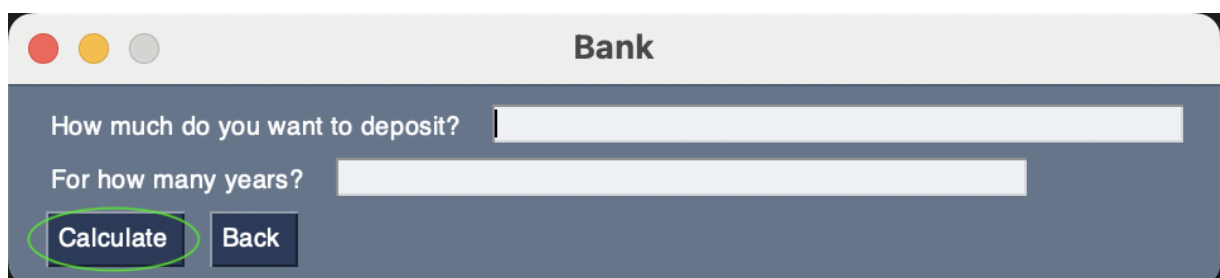 Bank
How much do you want to deposit?
For how many years?
Calculate Back